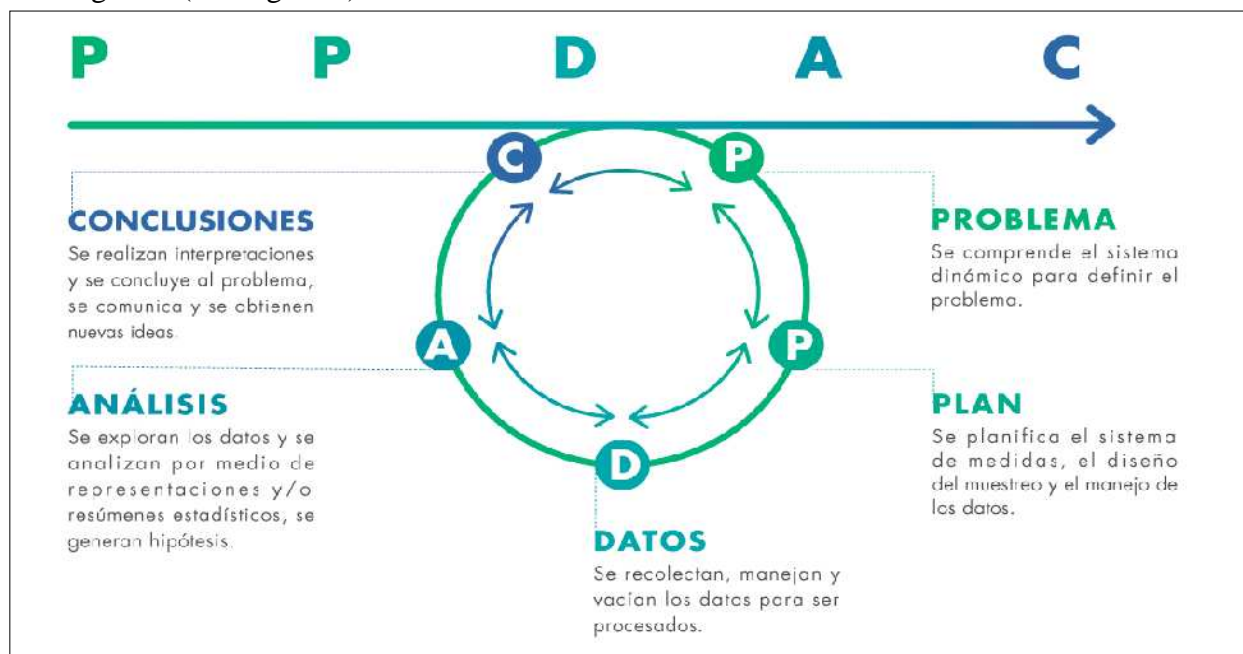 P P D A C
C
P
CONCLUSIONES
Se realizan interpretaciones
y se concluye al problema,
se comunica y se obtienen
nuevas ideas.
PROBLEMA
Se comprende el sistema
dinámico para definir el
problema.
A
P
ANÁLISIS
Se exploran los datos y se
analizan por medio de
representaciones y/o
resúmenes estadísticos, se
generan hipótesis.
PLAN
Se planifica el sistema
de medidas, el diseño
del muestreo y el manejo de
los datos.
D
DATOS
Se recolectan, manejan y
vacían los datos para ser
procesados.